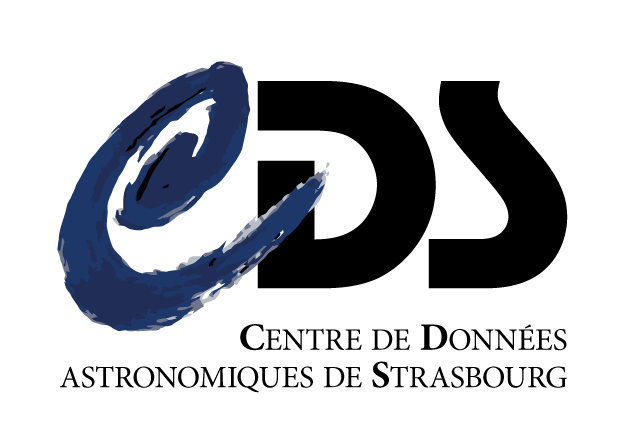 CDS
CENTRE DE DONNÉES
ASTRONOMIQUES DE STRASBOURG